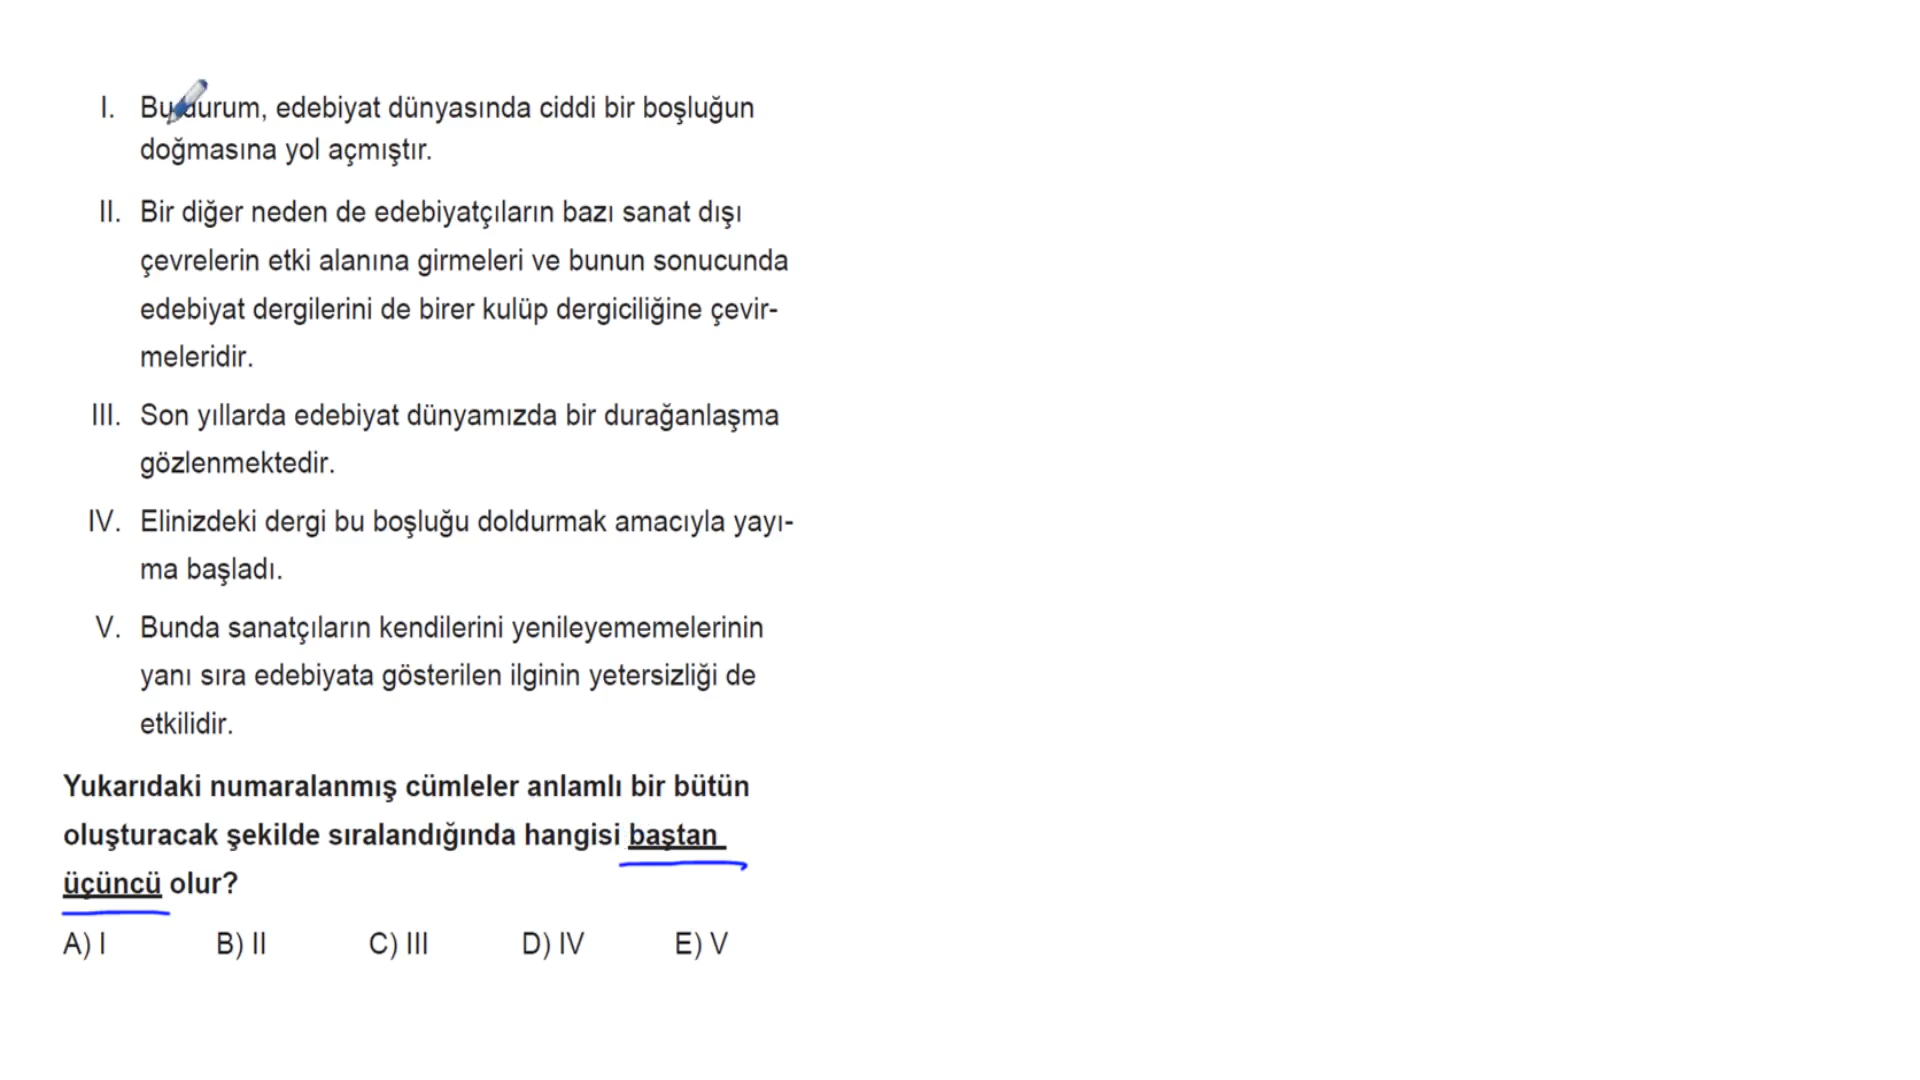 I. Bu durum, edebiyat dünyasında ciddi bir boşluğun
doğmasına yol açmıştır.
II. Bir diğer neden de edebiyatçıların bazı sanat dışı
çevrelerin etki alanına girmeleri ve bunun sonucunda
edebiyat dergilerini de birer kulüp dergiciliğine çevir-
meleridir.
III. Son yıllarda edebiyat dünyamızda bir durağanlaşma
gözlenmektedir.
IV. Elinizdeki dergi bu boşluğu doldurmak amacıyla yayı-
ma başladı.
V. Bunda sanatçıların kendilerini yenileyememelerinin
yanı sıra edebiyata gösterilen ilginin yetersizliği de
etkilidir.
Yukarıdaki numaralanmış cümleler anlamlı bir bütün
oluşturacak şekilde sıralandığında hangisi baştan
üçüncü olur?
A) I B) II C) III D) IV E) V